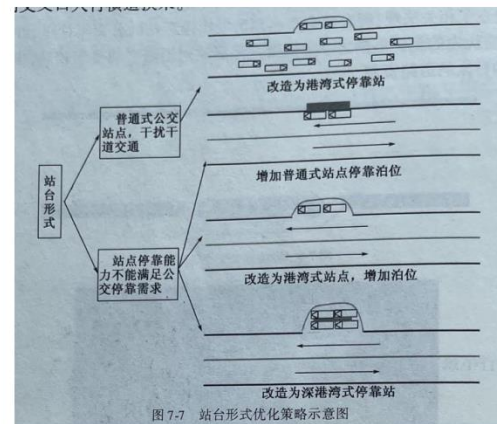 改造为港湾式停靠站
普通式公交
站点，干扰干
道交通
增加普通式站点停靠泊位
站
台
形
式
站点停靠能
力不能满足公
交停靠需求
改造为港湾式站点，增加泊位
改造为深港湾式停靠站
图 7-7 站台形式优化策略示意图